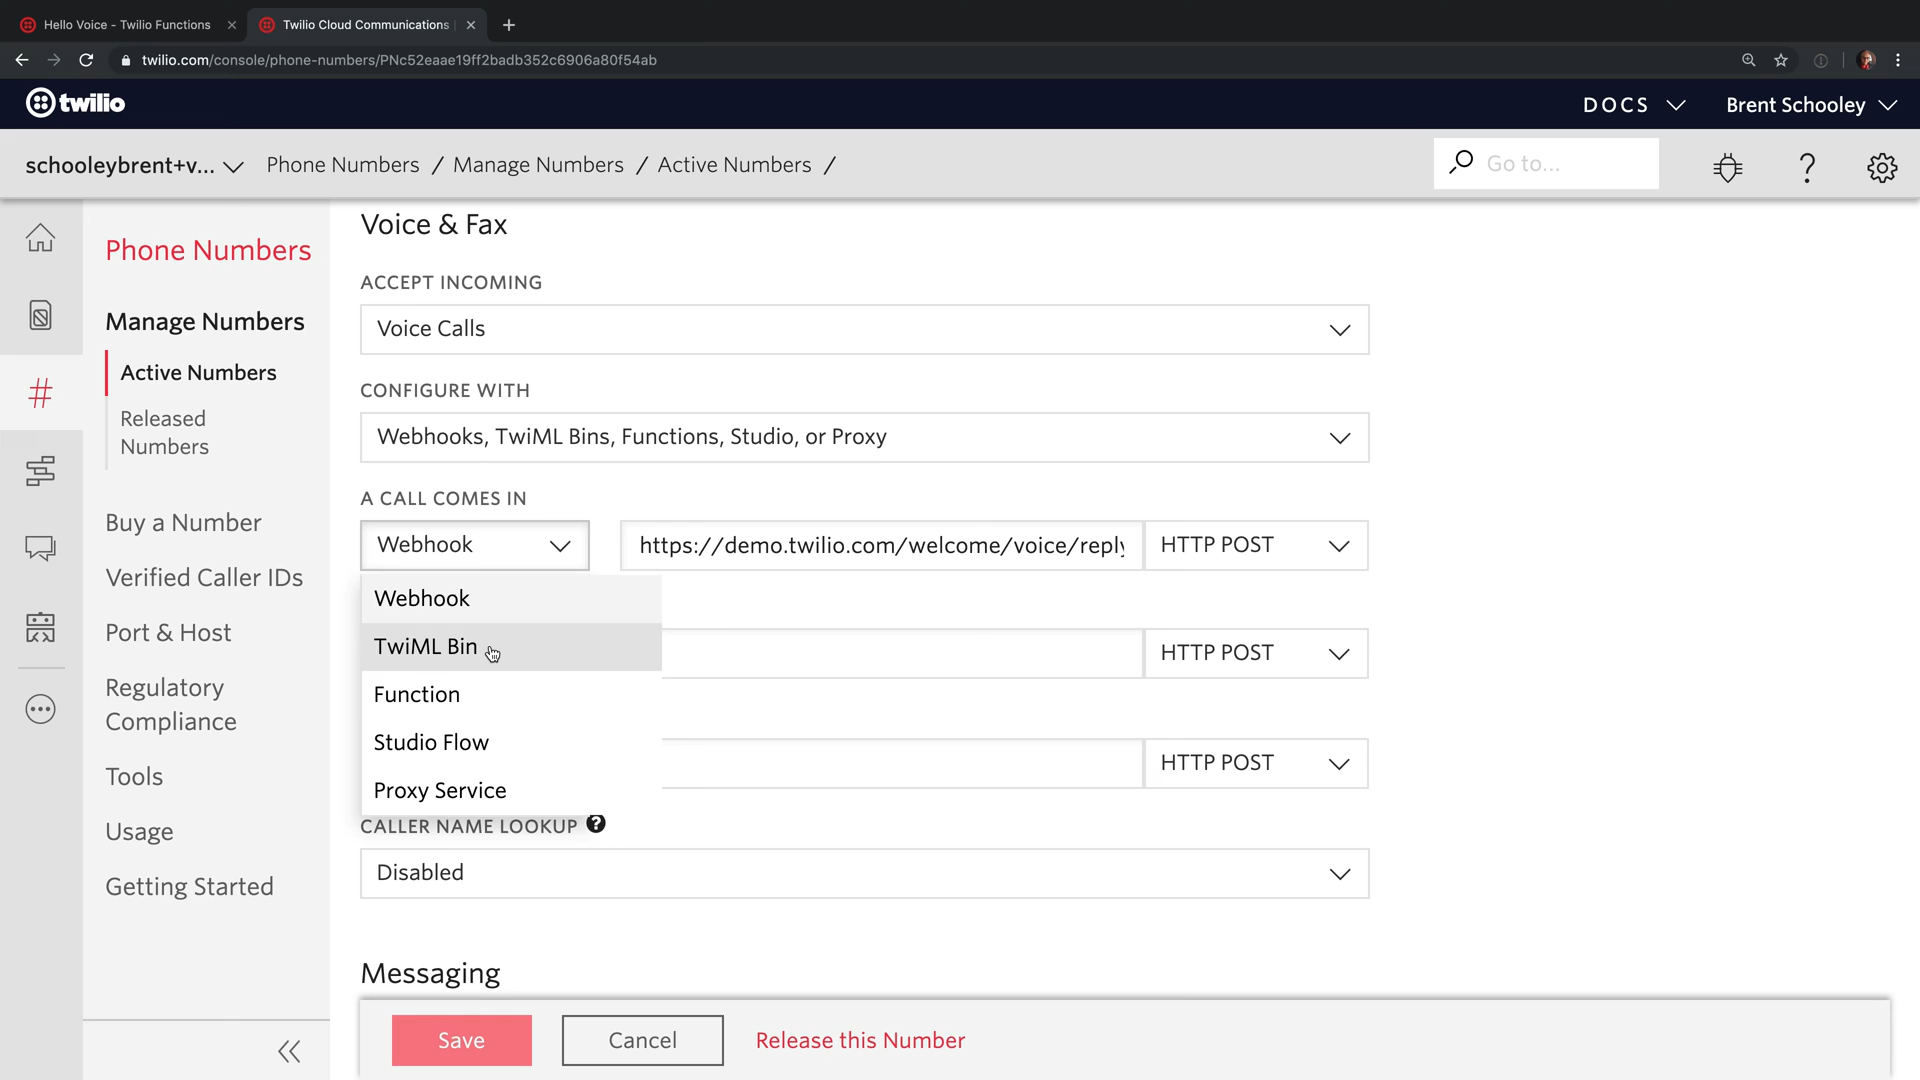 Hello Voice - Twilio Functions
Twilio Cloud Communications
twilio.com/console/phone-numbers/PNc52eaae19ff2badb352c6906a80f54ab
twilio
DOCS
Brent Schooley
schooleybrent+v...
Phone Numbers / Manage Numbers / Active Numbers /
Go to...
Phone Numbers
Manage Numbers
Active Numbers
Released
Numbers
Buy a Number
Verified Caller IDs
Port & Host
Regulatory
Compliance
Tools
Usage
Getting Started
Voice & Fax
ACCEPT INCOMING
Voice Calls
CONFIGURE WITH
Webhooks, TwiML Bins, Functions, Studio, or Proxy
A CALL COMES IN
Webhook
https://demo.twilio.com/welcome/voice/reply
HTTP POST
Webhook
TwiML Bin
HTTP POST
Function
Studio Flow
HTTP POST
Proxy Service
CALLER NAME LOOKUP
Disabled
Messaging
Save
Cancel
Release this Number